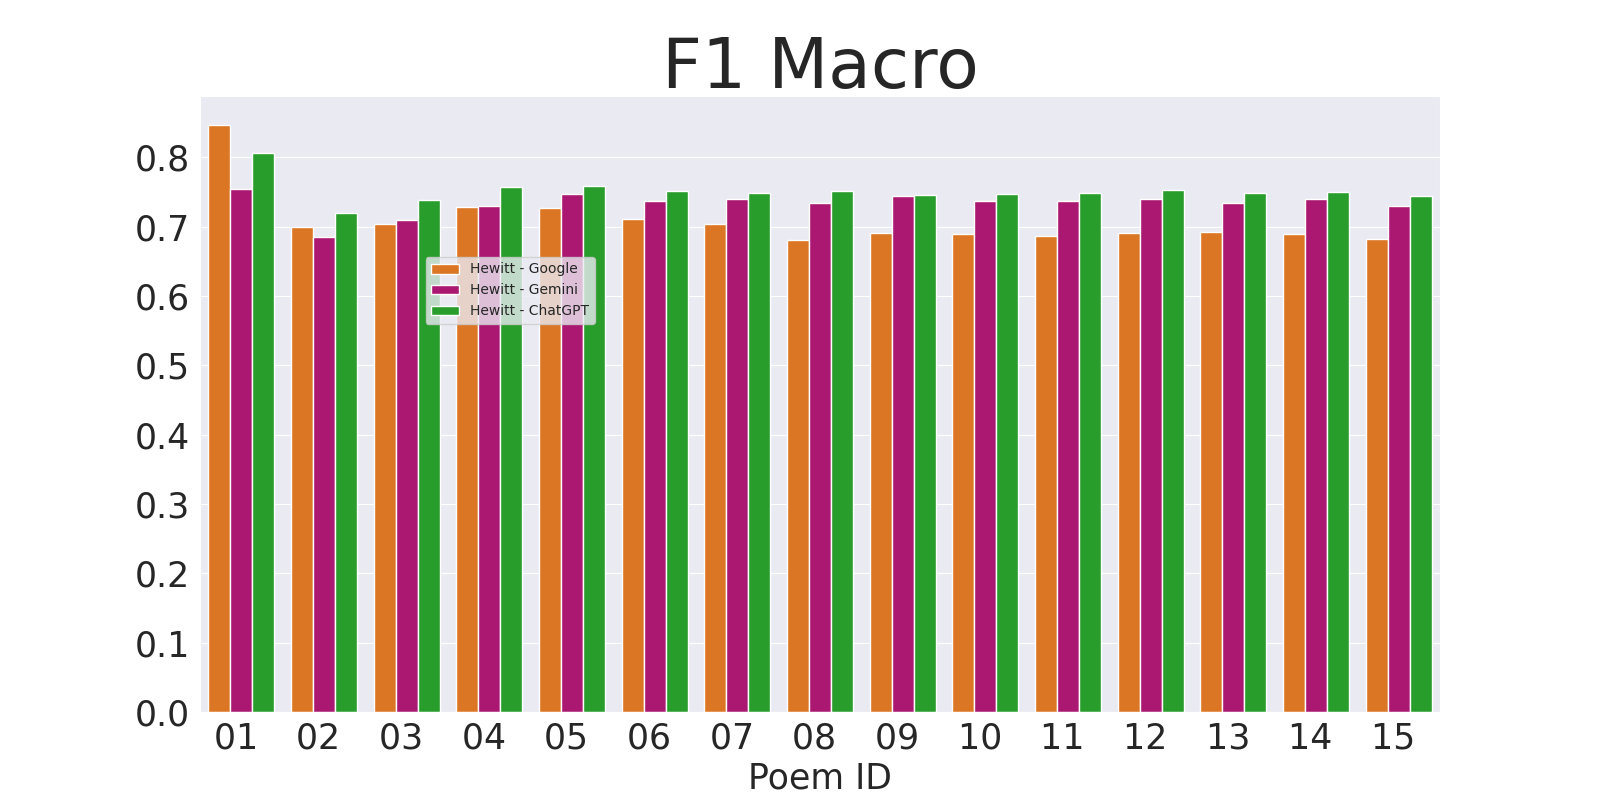 F1 Macro
0.8
0.7
0.6
0.5
0.4
0.3
0.2
0.1
0.0
Hewitt - Google
Hewitt - Gemini
Hewitt - ChatGPT
01 02 03 04 05 06 07 08 09 10 11 12 13 14 15
Poem ID